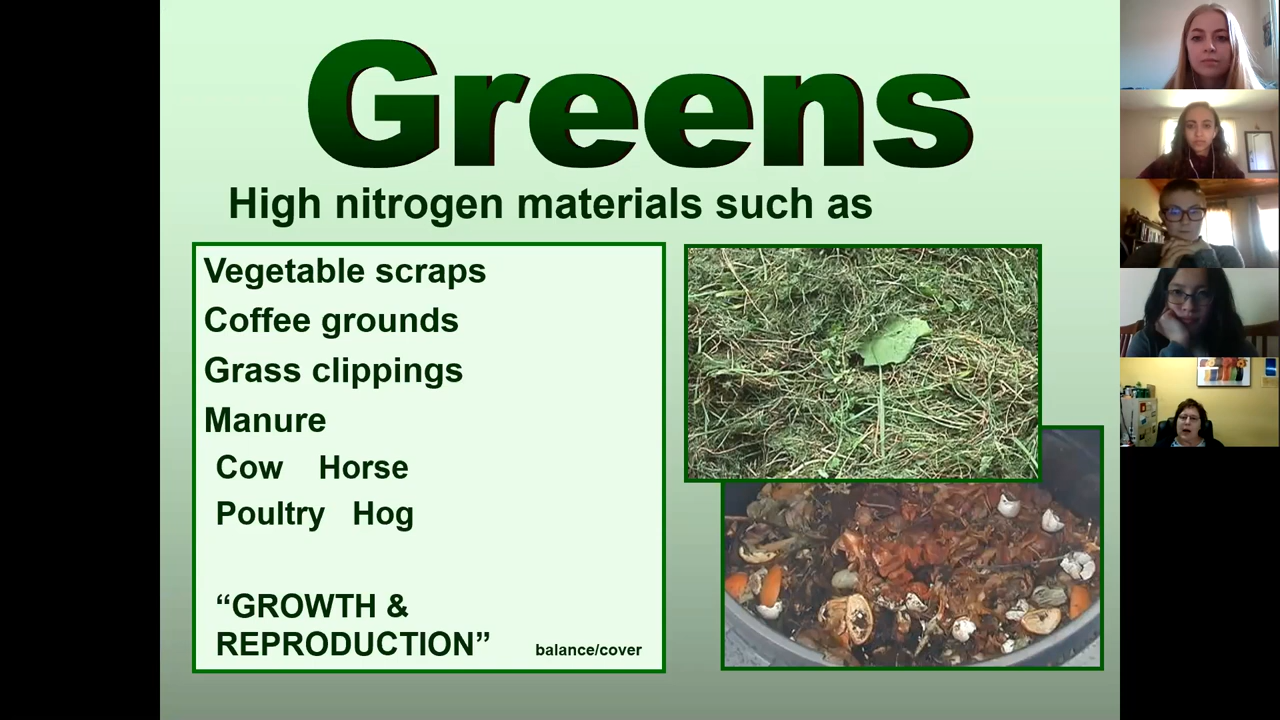 Greens
High nitrogen materials such as
Vegetable scraps
Coffee grounds
Grass clippings
Manure
Cow Horse
Poultry Hog
“GROWTH &
REPRODUCTION” balance/cover